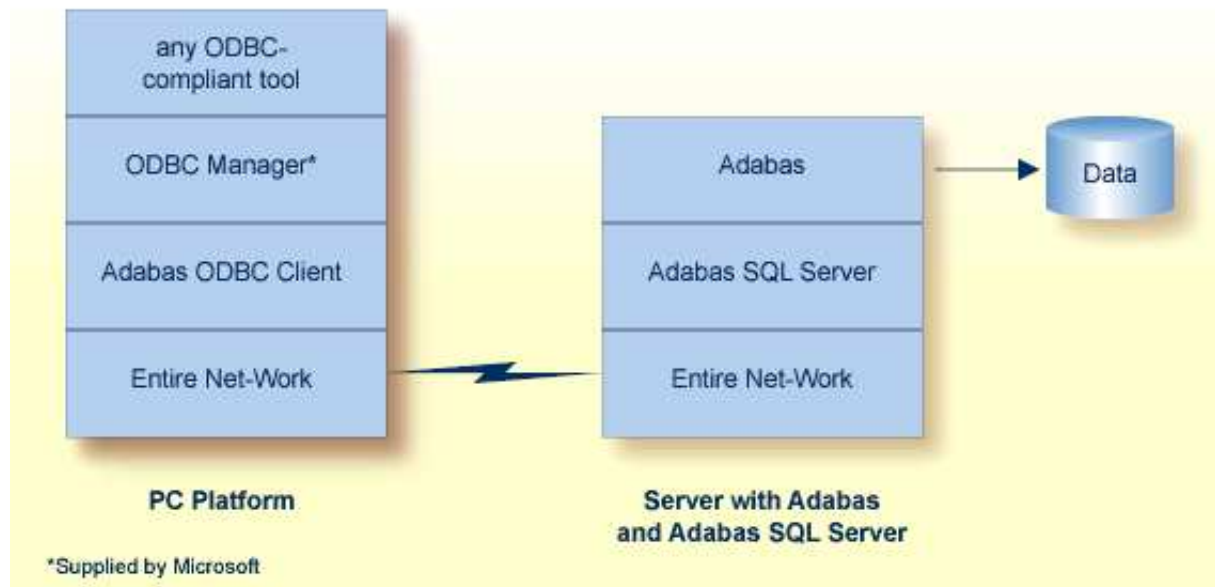 any ODBC-
compliant tool
ODBC Manager*
Adabas ODBC Client
Entire Net-Work
PC Platform
*Supplied by Microsoft
Adabas
Adabas SQL Server
Entire Net-Work
Server with Adabas
and Adabas SQL Server
Data